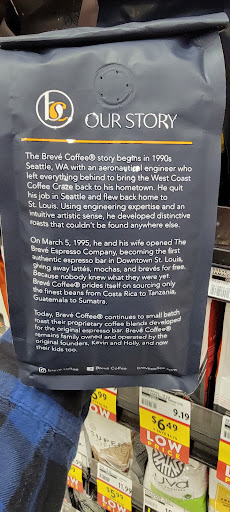 OUR STORY
The Brevé Coffee® story begins in 1990s
Seattle, WA with an aeronautical engineer who
left everything behind to bring the West Coast
Coffee Craze back to his hometown. He quit
his job in Seattle and flew back home to
St. Louis. Using engineering expertise and an
intuitive artistic sense, he developed distinctive
roasts that couldn't be found anywhere else.
On March 5, 1995, he and his wife opened The
Brevé Espresso Company, becoming the first
authentic espresso bar in Downtown St. Louis,
giving away lattés, mochas, and brevés for free.
Because nobody knew what they were yet.
Brevé Coffee® prides itself on sourcing only
the finest beans from Costa Rica to Tanzania,
Guatemala to Sumatra.
Today, Brevé Coffee® continues to small batch
roast their proprietary coffee blends developed
for the original espresso bar. Brevé Coffee®
remains family owned and operated by the
original founders, Kevin and Holly, and now
their kids too.
9.19
$6.49
LOW